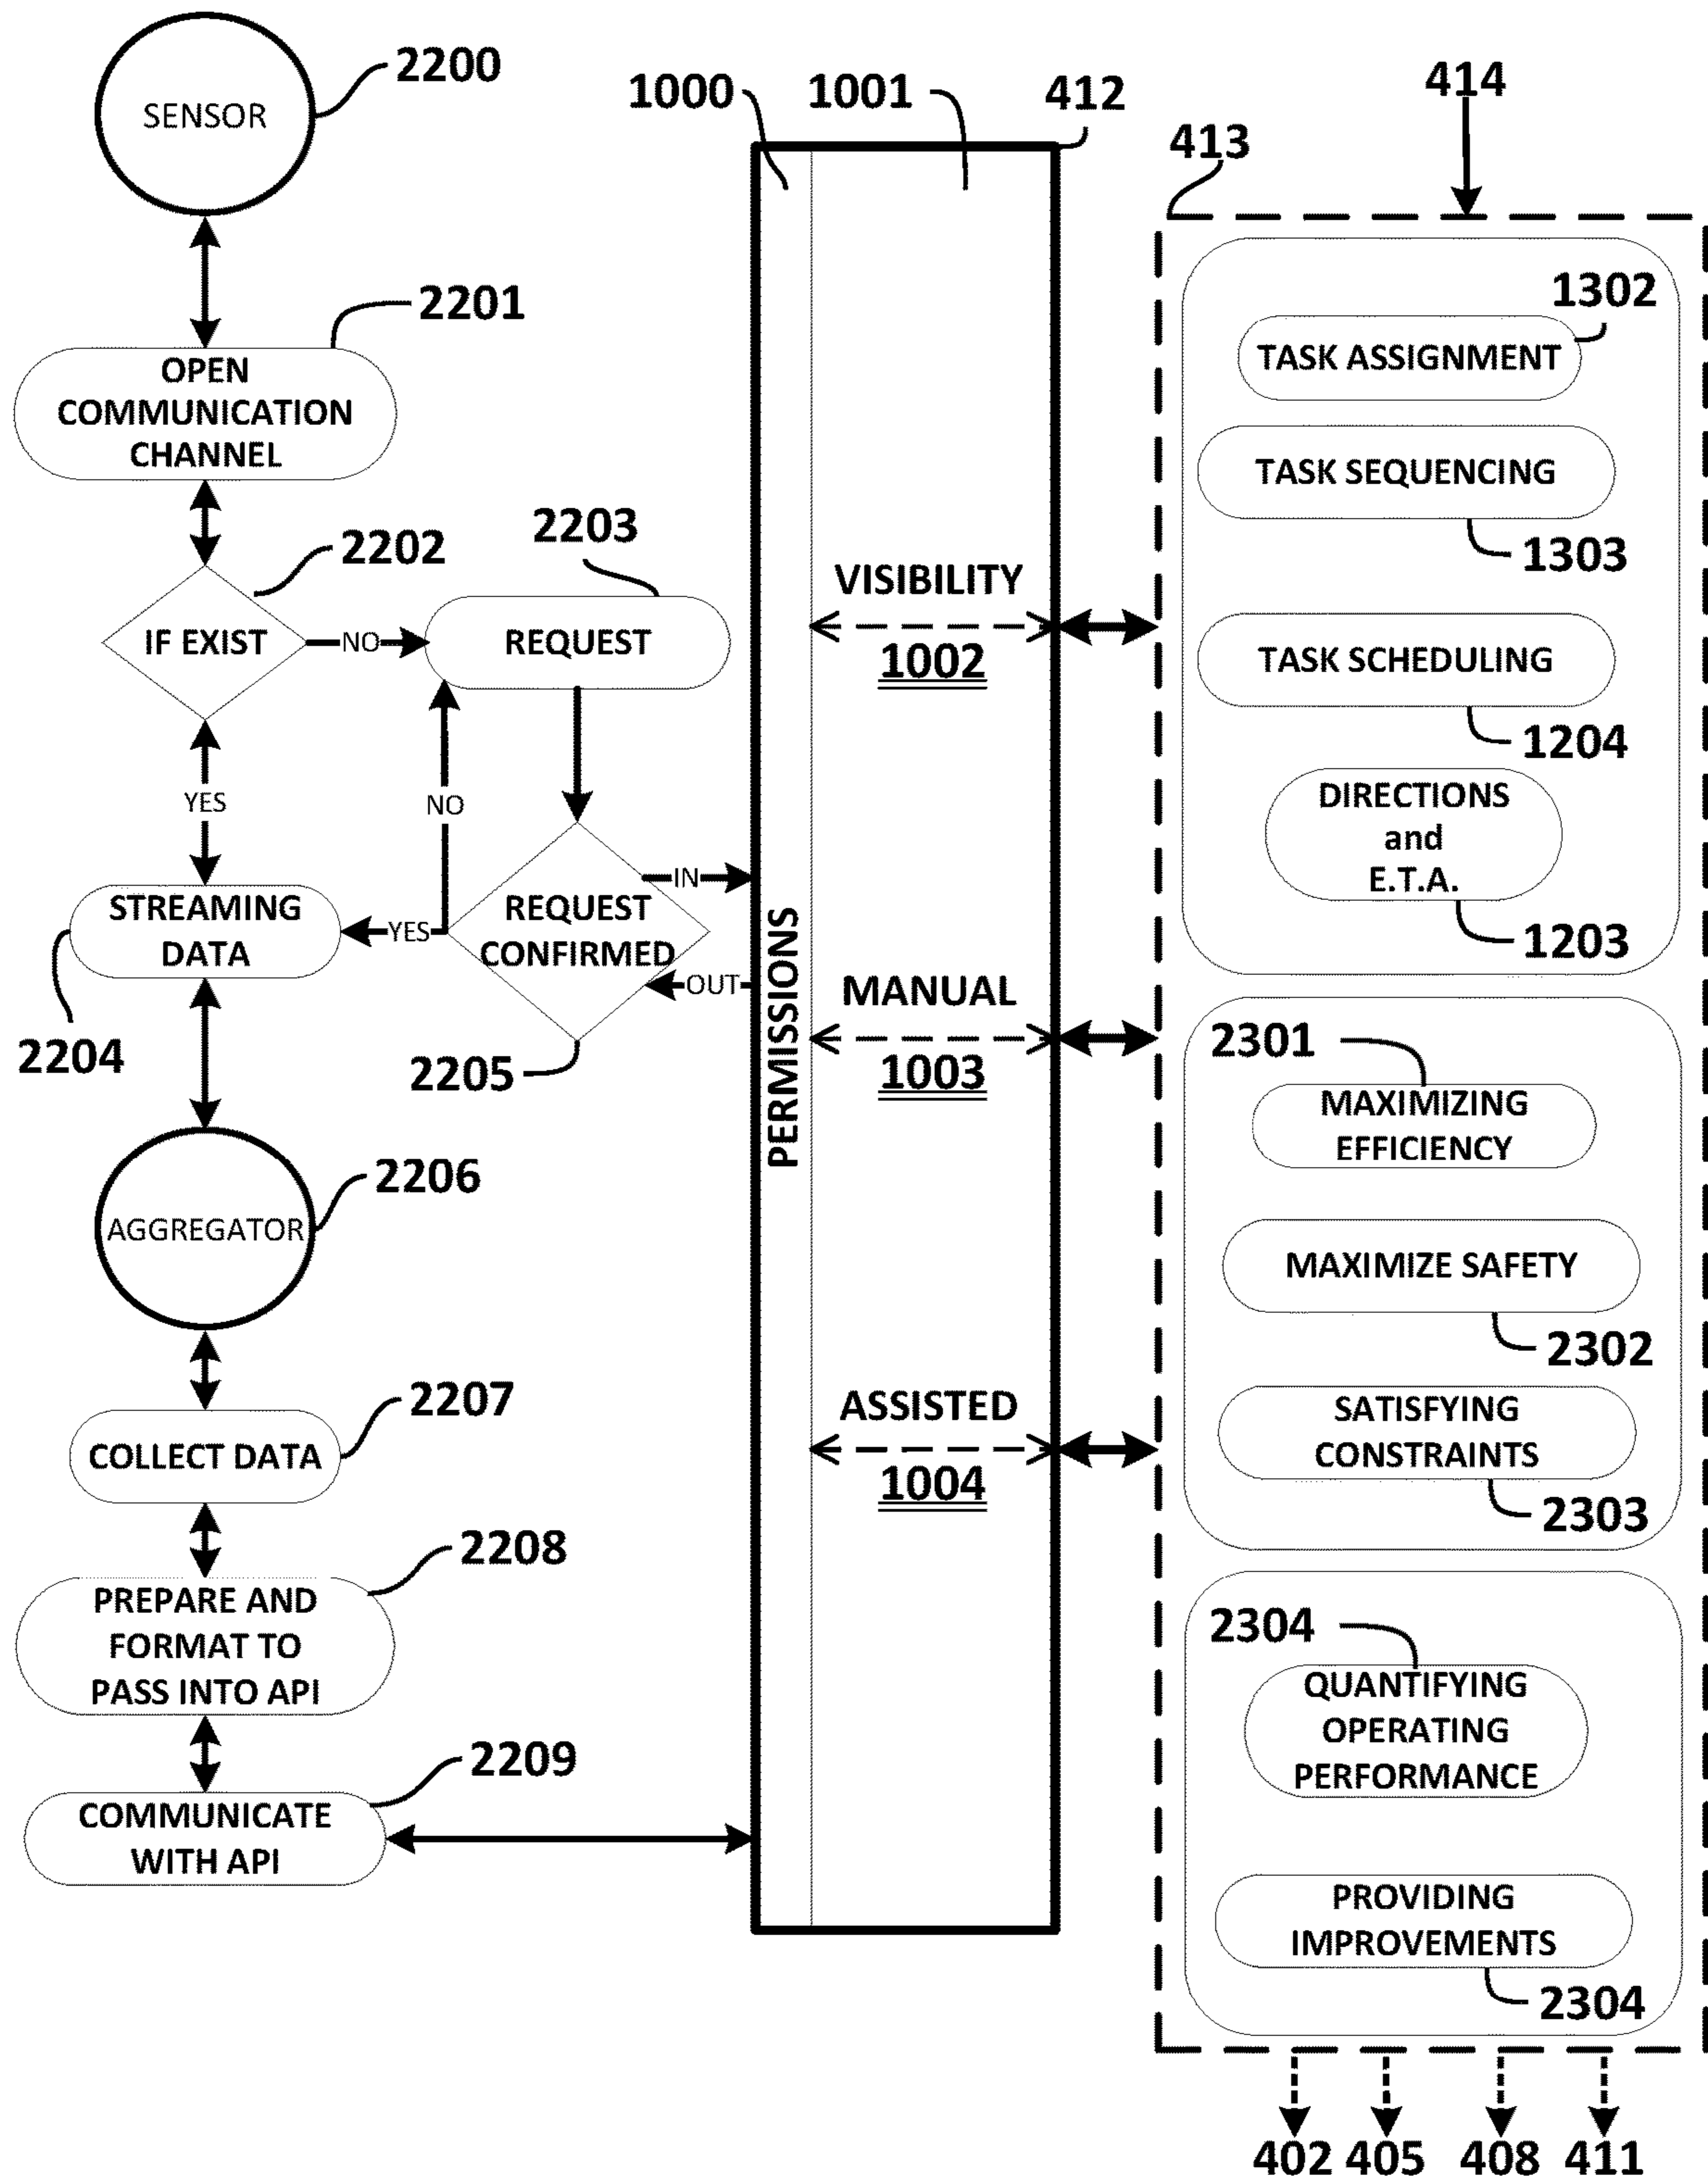 2200
SENSOR
2201
OPEN
COMMUNICATION
CHANNEL
2202
IF EXIST
NO
2203
REQUEST
YES
NO
STREAMING
DATA
2204
YES
REQUEST
CONFIRMED
IN
OUT
2205
2206
AGGREGATOR
2207
COLLECT DATA
2208
PREPARE AND
FORMAT TO
PASS INTO API
2209
COMMUNICATE
WITH API
1000
1001
412
PERMISSIONS
VISIBILITY
1002
MANUAL
1003
ASSISTED
1004
414
413
1302
TASK ASSIGNMENT
TASK SEQUENCING
1303
TASK SCHEDULING
1204
DIRECTIONS
and
E.T.A.
1203
2301
MAXIMIZING
EFFICIENCY
MAXIMIZE SAFETY
2302
SATISFYING
CONSTRAINTS
2303
2304
QUANTIFYING
OPERATING
PERFORMANCE
PROVIDING
IMPROVEMENTS
2304
402 405 408 411